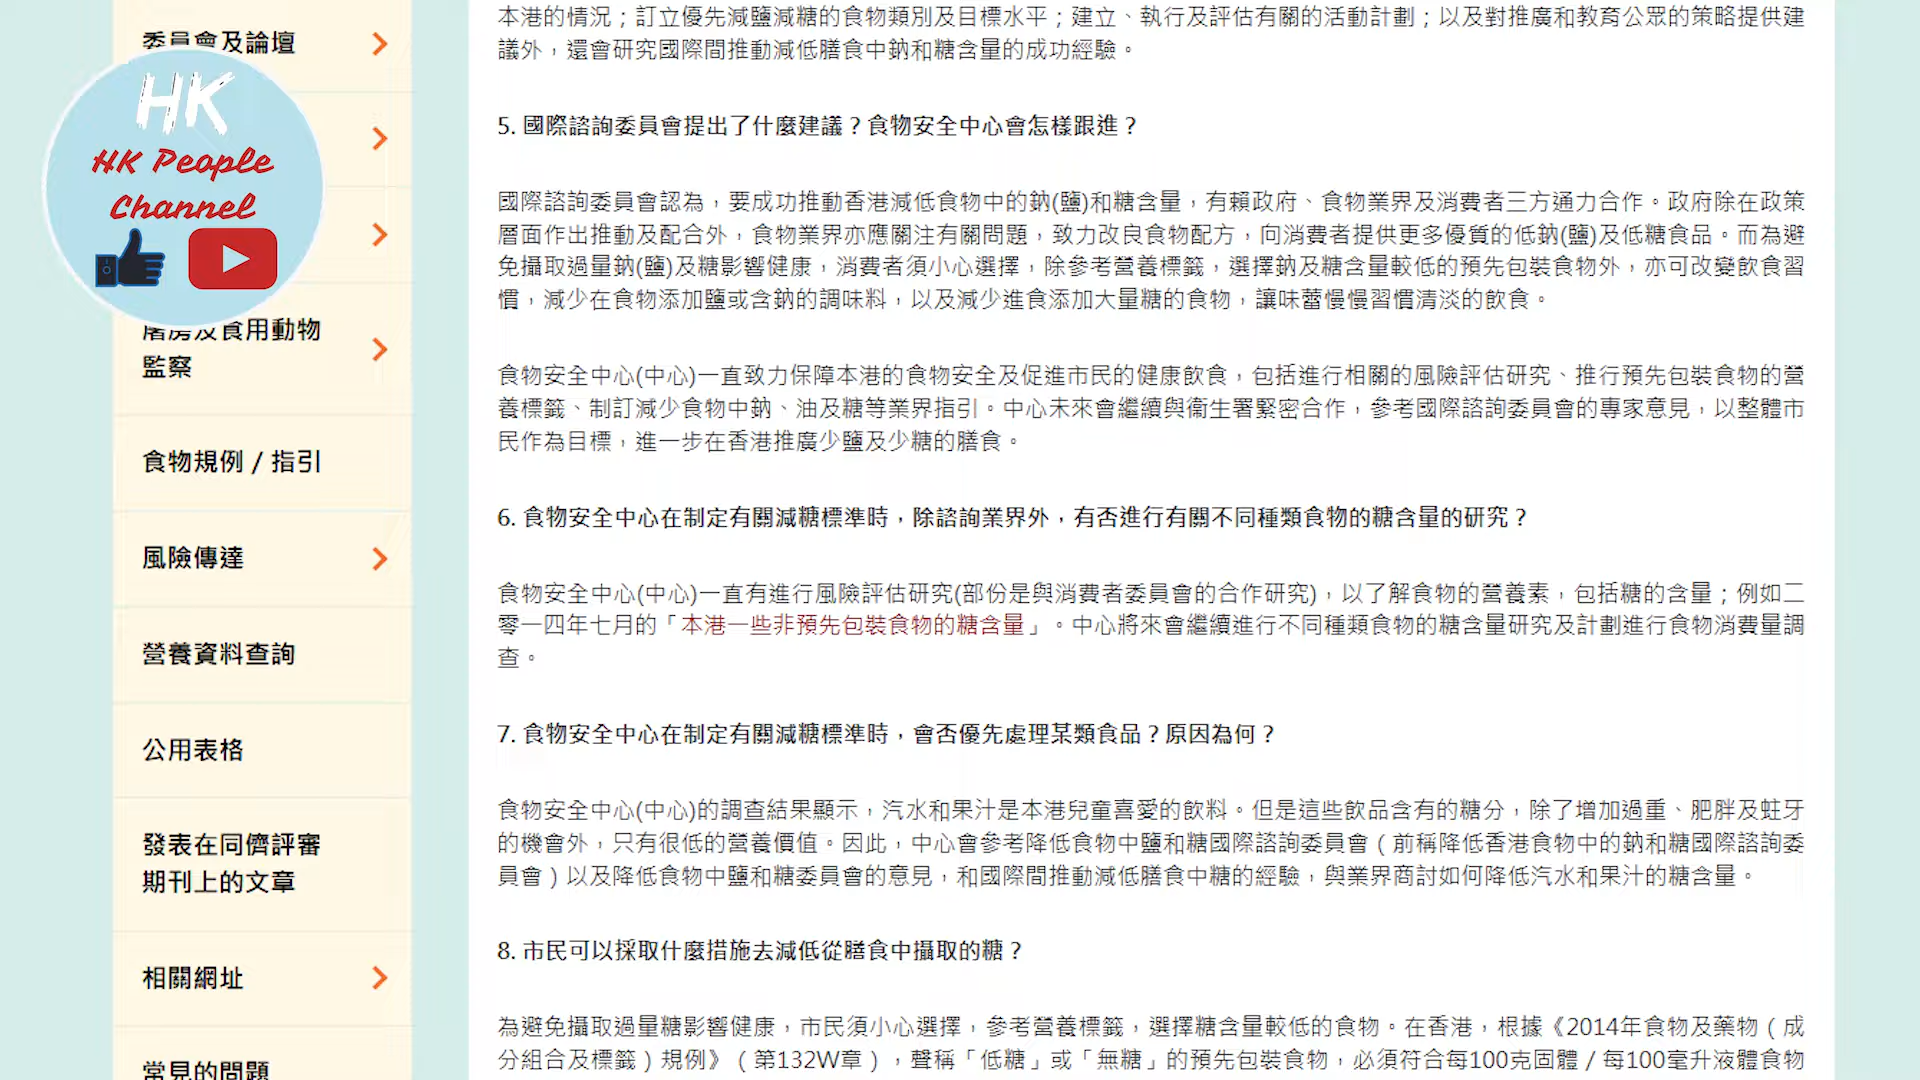 委員會及論壇
HK
HK People
Channel
屠房及食用動物
監察
食物規例 / 指引
風險傳達
營養資料查詢
公用表格
發表在同儕評審
期刊上的文章
相關網址
常見的問題
本港的情況；訂立優先減鹽減糖的食物類別及目標水平；建立、執行及評估有關的活動計劃；以及對推廣和教育公眾的策略提供建
議外，還會研究國際間推動減低膳食中鈉和糖含量的成功經驗。
5. 國際諮詢委員會提出了什麼建議？食物安全中心會怎樣跟進？
國際諮詢委員會認為，要成功推動香港減低食物中的鈉(鹽)和糖含量，有賴政府、食物業界及消費者三方通力合作。政府除在政策
層面作出推動及配合外，食物業界亦應關注有關問題，致力改良食物配方，向消費者提供更多優質的低鈉(鹽)及低糖食品。而為避
免攝取過量鈉(鹽)及糖影響健康，消費者須小心選擇，除參考營養標籤，選擇鈉及糖含量較低的預先包裝食物外，亦可改變飲食習
慣，減少在食物添加鹽或含鈉的調味料，以及減少進食添加大量糖的食物，讓味蕾慢慢習慣清淡的飲食。
食物安全中心(中心)一直致力保障本港的食物安全及促進市民的健康飲食，包括進行相關的風險評估研究、推行預先包裝食物的營
養標籤、制訂減少食物中鈉、油及糖等業界指引。中心未來會繼續與衞生署緊密合作，參考國際諮詢委員會的專家意見，以整體市
民作為目標，進一步在香港推廣少鹽及少糖的膳食。
6. 食物安全中心在制定有關減糖標準時，除諮詢業界外，有否進行有關不同種類食物的糖含量的研究？
食物安全中心(中心)一直有進行風險評估研究(部份是與消費者委員會的合作研究)，以了解食物的營養素，包括糖的含量；例如二
零一四年七月的「本港一些非預先包裝食物的糖含量」。中心將來會繼續進行不同種類食物的糖含量研究及計劃進行食物消費量調
查。
7. 食物安全中心在制定有關減糖標準時，會否優先處理某類食品？原因為何？
食物安全中心(中心)的調查結果顯示，汽水和果汁是本港兒童喜愛的飲料。但是這些飲品含有的糖分，除了增加過重、肥胖及蛀牙
的機會外，只有很低的營養價值。因此，中心會參考降低食物中鹽和糖國際諮詢委員會（前稱降低香港食物中的鈉和糖國際諮詢委
員會）以及降低食物中鹽和糖委員會的意見，和國際間推動減低膳食中糖的經驗，與業界商討如何降低汽水和果汁的糖含量。
8. 市民可以採取什麼措施去減低從膳食中攝取的糖？
為避免攝取過量糖影響健康，市民須小心選擇，參考營養標籤，選擇糖含量較低的食物。在香港，根據《2014年食物及藥物（成
分組合及標籤）規例》（第132W章），聲稱「低糖」或「無糖」的預先包裝食物，必須符合每100克固體 / 每100毫升液體食物